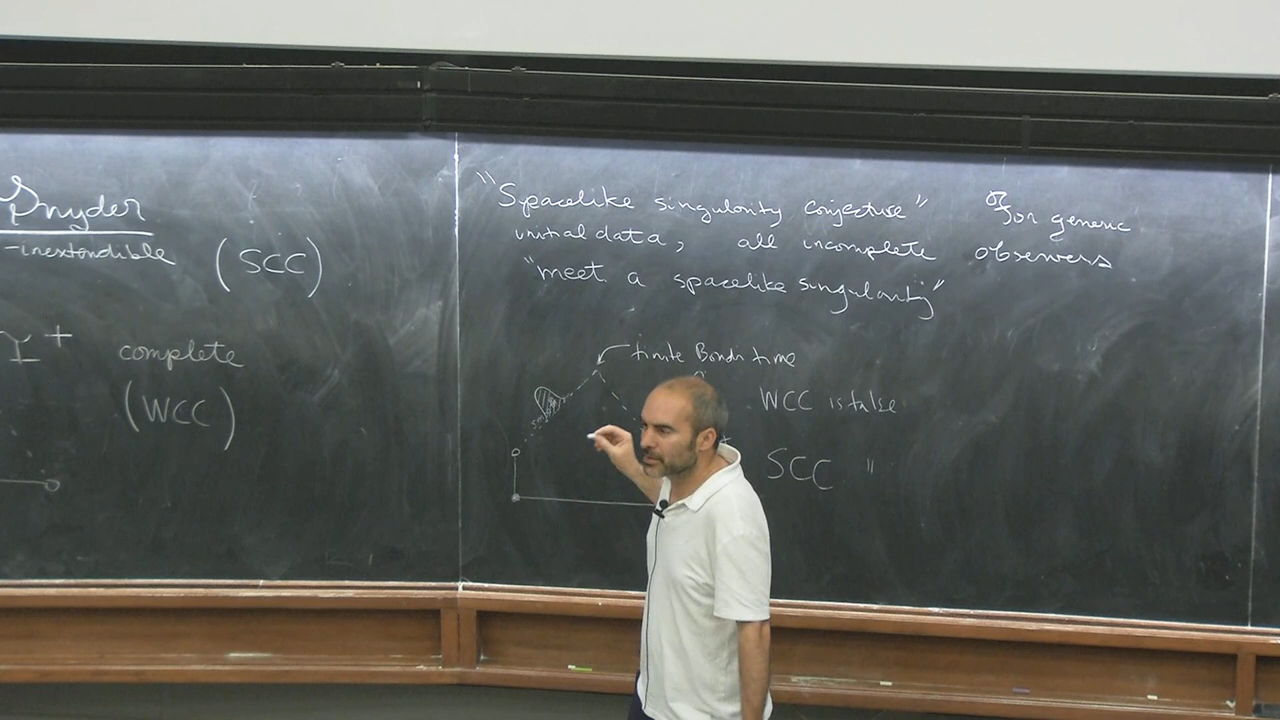 Snyder
-inextendible (SCC)
I + complete
(WCC)
"Spacelike singularity conjecture" for generic
initial data, all incomplete observers
"meet a spacelike singularity"
finite Bondi time
WCC is false
SCC "